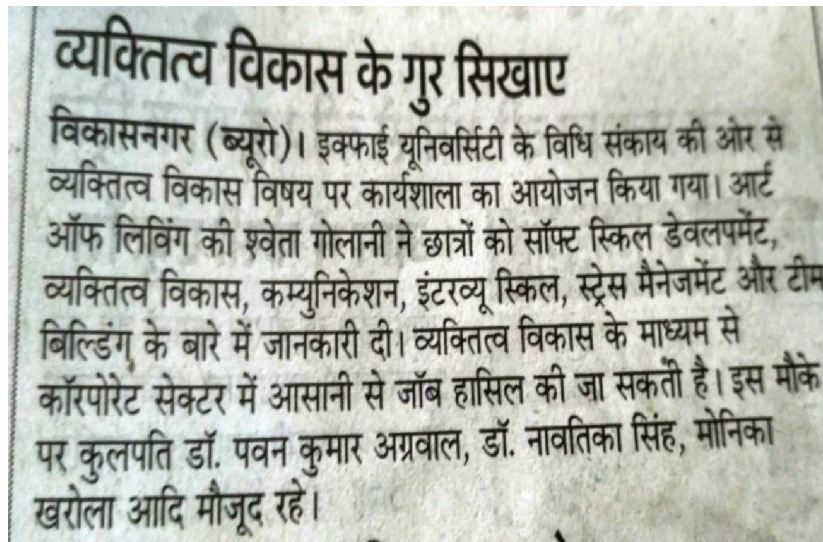 व्यक्तित्व विकास के गुर सिखाए
विकासनगर (ब्यूरो)। इक्फाई यूनिवर्सिटी के विधि संकाय की ओर से
व्यक्तित्व विकास विषय पर कार्यशाला का आयोजन किया गया। आर्ट
ऑफ लिविंग की श्वेता गोलानी ने छात्रों को सॉफ्ट स्किल डेवलपमेंट,
व्यक्तित्व विकास, कम्युनिकेशन, इंटरव्यू स्किल, स्ट्रेस मैनेजमेंट और टीम
बिल्डिंग के बारे में जानकारी दी। व्यक्तित्व विकास के माध्यम से
कॉरपोरेट सेक्टर में आसानी से जॉब हासिल की जा सकती है। इस मौके
पर कुलपति डॉ. पवन कुमार अग्रवाल, डॉ. नावतिका सिंह, मोनिका
खरोला आदि मौजूद रहे।